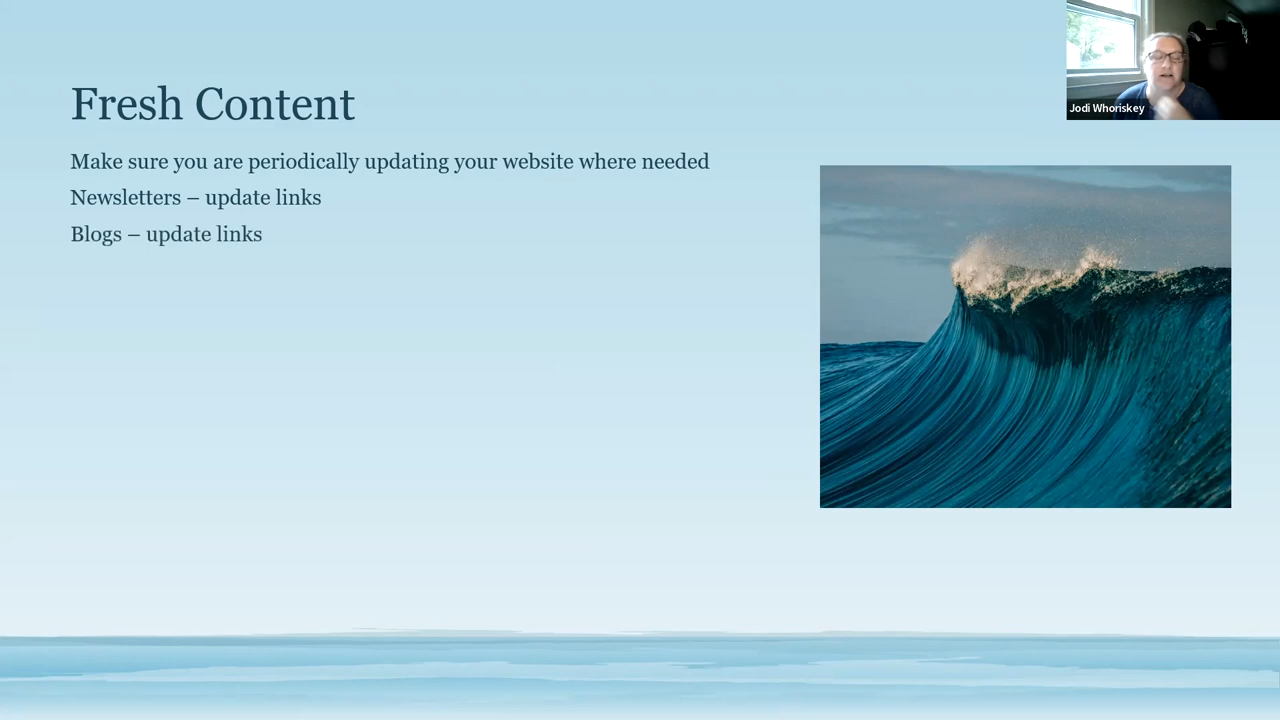 Fresh Content
Make sure you are periodically updating your website where needed
Newsletters – update links
Blogs – update links
Jodi Whoriskey